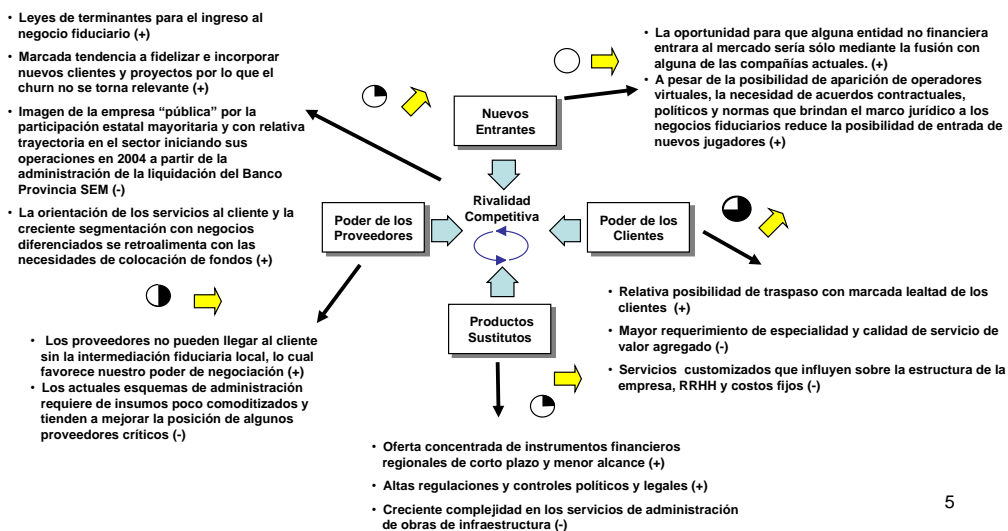 • Leyes de terminantes para el ingreso al
negocio fiduciario (+)
• Marcada tendencia a fidelizar e incorporar
nuevos clientes y proyectos por lo que el
churn no se torna relevante (+)
• Imagen de la empresa “pública” por la
participación estatal mayoritaria y con relativa
trayectoria en el sector iniciando sus
operaciones en 2004 a partir de la
administración de la liquidación del Banco
Provincia SEM (-)
• La orientación de los servicios al cliente y la
creciente segmentación con negocios
diferenciados se retroalimenta con las
necesidades de colocación de fondos (+)
• La oportunidad para que alguna entidad no financiera
entrara al mercado sería sólo mediante la fusión con
alguna de las compañías actuales. (+)
• A pesar de la posibilidad de aparición de operadores
virtuales, la necesidad de acuerdos contractuales,
políticos y normas que brindan el marco jurídico a los
negocios fiduciarios reduce la posibilidad de entrada de
nuevos jugadores (+)
Nuevos
Entrantes
Poder de los
Proveedores
Rivalidad
Competitiva
Poder de los
Clientes
Productos
Sustitutos
• Los proveedores no pueden llegar al cliente
sin la intermediación fiduciaria local, lo cual
favorece nuestro poder de negociación (+)
• Los actuales esquemas de administración
requiere de insumos poco comoditizados y
tienden a mejorar la posición de algunos
proveedores críticos (-)
• Relativa posibilidad de traspaso con marcada lealtad de los
clientes (+)
• Mayor requerimiento de especialidad y calidad de servicio de
valor agregado (-)
• Servicios customizados que influyen sobre la estructura de la
empresa, RRHH y costos fijos (-)
• Oferta concentrada de instrumentos financieros
regionales de corto plazo y menor alcance (+)
• Altas regulaciones y controles políticos y legales (+)
• Creciente complejidad en los servicios de administración
de obras de infraestructura (-)
5